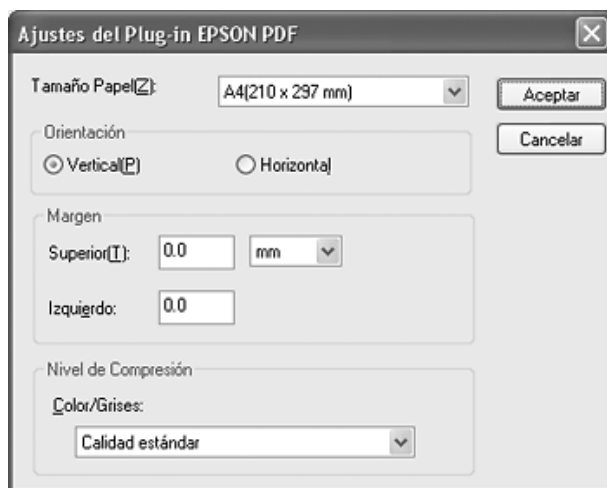 Ajustes del Plug-in EPSON PDF
Tamaño Papel(Z): A4(210 x 297 mm) Aceptar
Cancelar
Orientación
Vertical(P) Horizontal
Margen
Superior(T): 0.0 mm
Izquierdo: 0.0
Nivel de Compresión
Color/Grises:
Calidad estándar